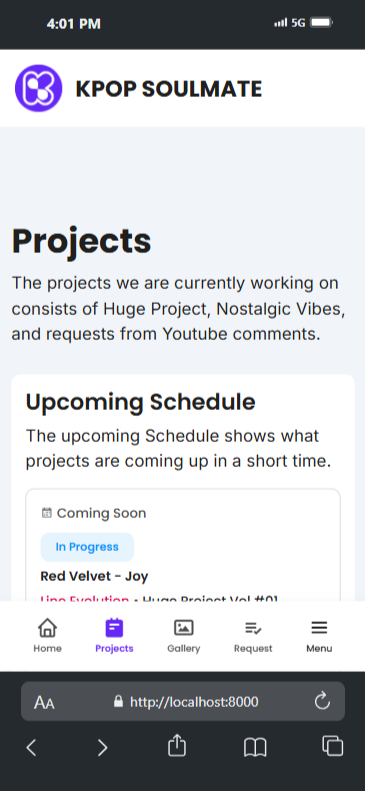 4:01 PM
5G
KPOP SOULMATE
Projects
The projects we are currently working on
consists of Huge Project, Nostalgic Vibes,
and requests from Youtube comments.
Upcoming Schedule
The upcoming Schedule shows what
projects are coming up in a short time.
Coming Soon
In Progress
Red Velvet - Joy
Line Evolution • Huge Project Vol #01
Home
Projects
Gallery
Request
Menu
AA
http://localhost:8000